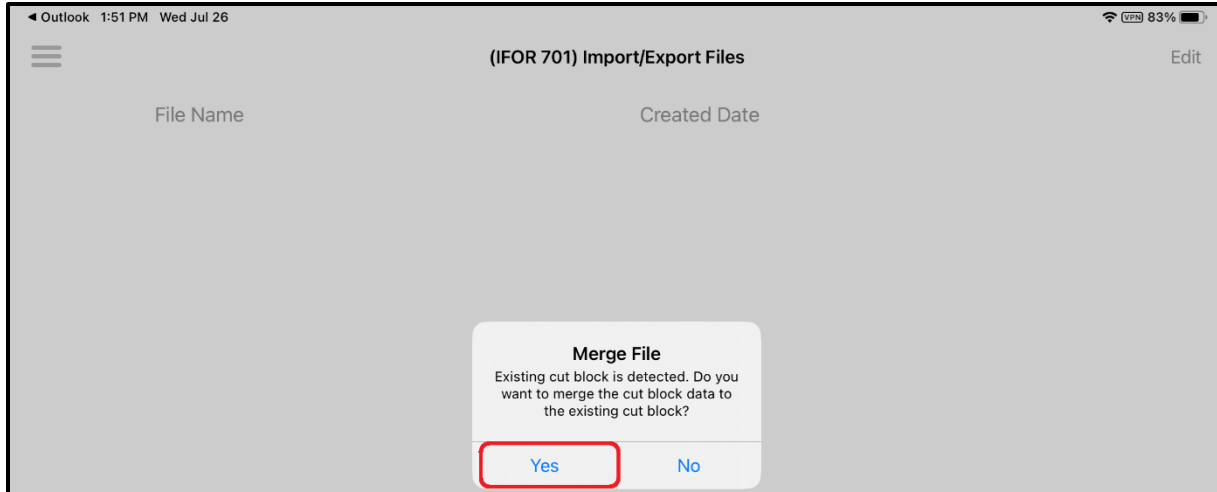 ◄ Outlook 1:51 PM Wed Jul 26 VPN 83%
(IFOR 701) Import/Export Files Edit
File Name Created Date
Merge File
Existing cut block is detected. Do you
want to merge the cut block data to
the existing cut block?
Yes No